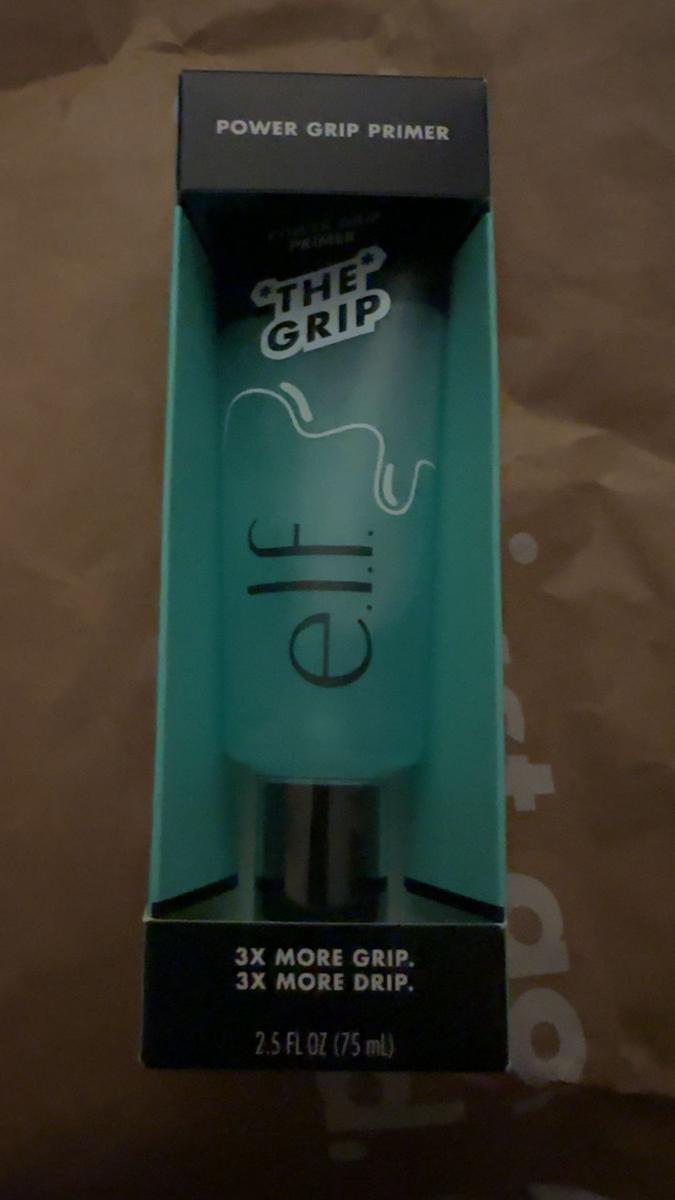 POWER GRIP PRIMER
POWER GRIP
PRIMER
*THE*
GRIP
e.l.f.
3X MORE GRIP.
3X MORE DRIP.
2.5 FL OZ (75 mL)